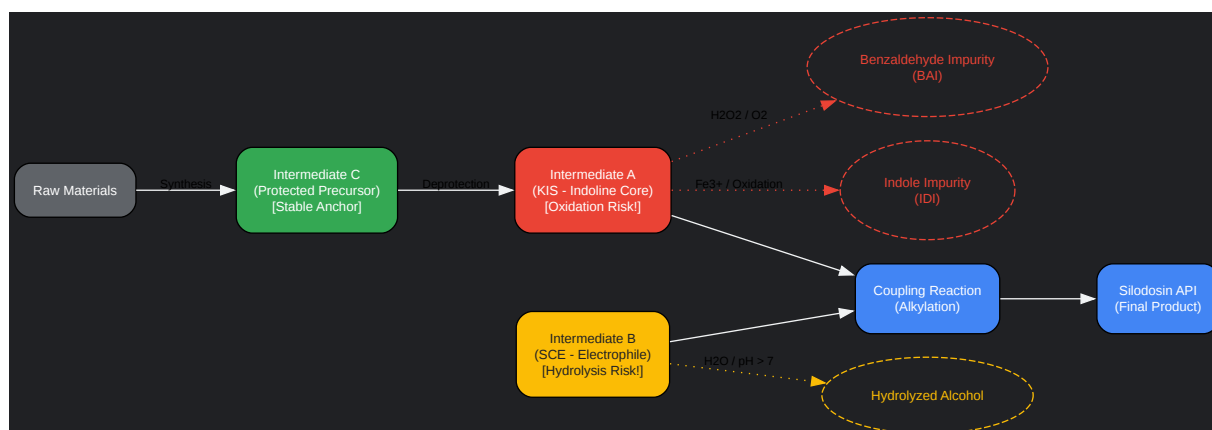 Benzaldehyde Impurity
(BAI)
H2O2 / O2
Raw Materials
Synthesis
Intermediate C
(Protected Precursor)
[Stable Anchor]
Deprotection
Intermediate A
(KIS - Indoline Core)
[Oxidation Risk!]
Fe3+ / Oxidation
Indole Impurity
(IDI)
Coupling Reaction
(Alkylation)
Silodosin API
(Final Product)
Intermediate B
(SCE - Electrophile)
[Hydrolysis Risk!]
H2O / pH > 7
Hydrolyzed Alcohol